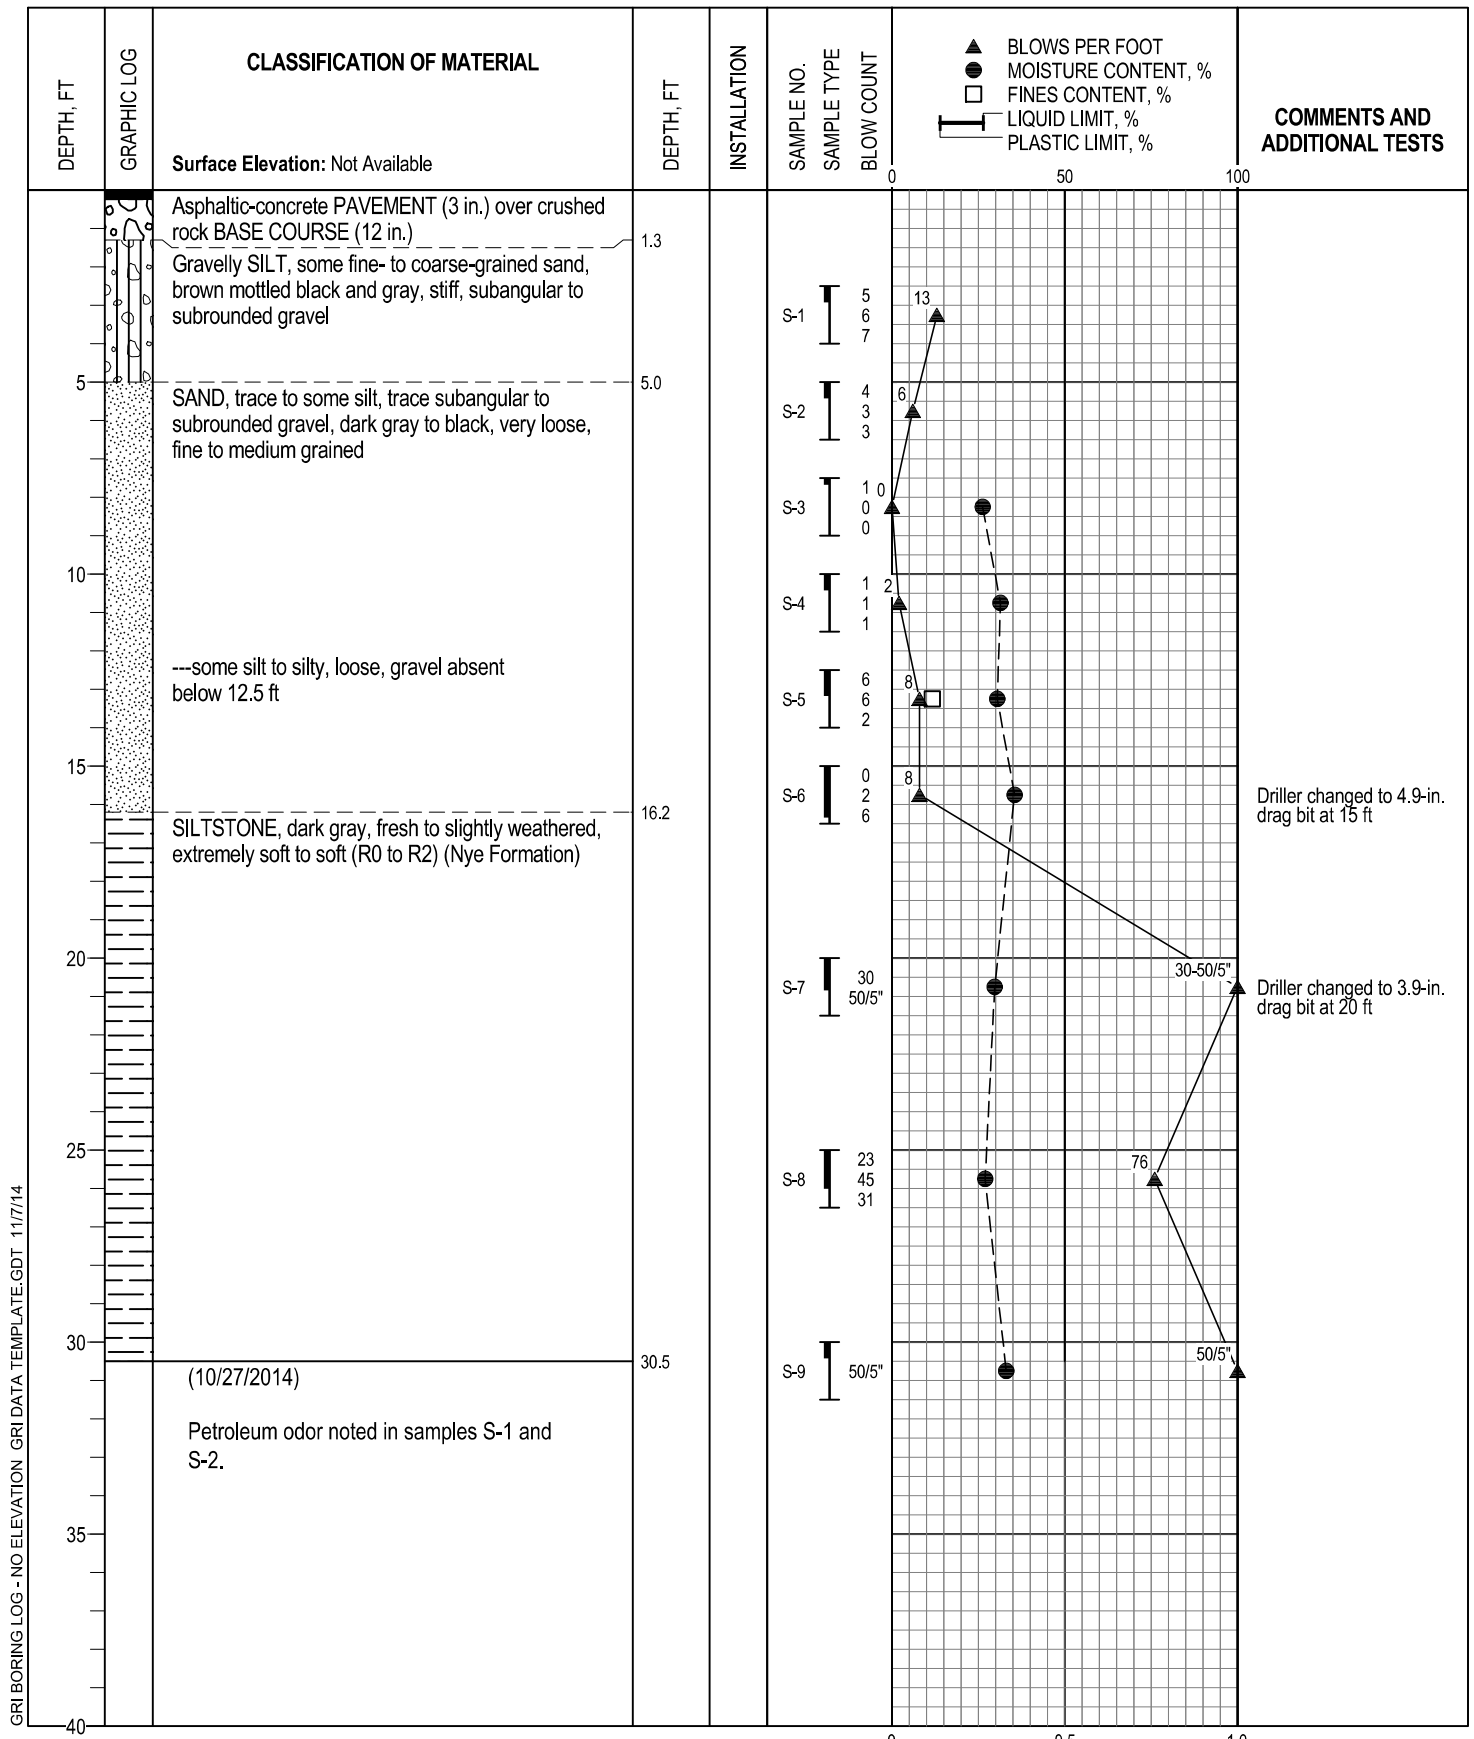 DEPTH, FT
GRAPHIC LOG
CLASSIFICATION OF MATERIAL
Surface Elevation: Not Available
DEPTH, FT
INSTALLATION
SAMPLE NO.
SAMPLE TYPE
BLOW COUNT
BLOWS PER FOOT
MOISTURE CONTENT, %
FINES CONTENT, %
LIQUID LIMIT, %
PLASTIC LIMIT, %
0 50 100
COMMENTS AND
ADDITIONAL TESTS
Asphaltic-concrete PAVEMENT (3 in.) over crushed
rock BASE COURSE (12 in.)
1.3
Gravelly SILT, some fine- to coarse-grained sand,
brown mottled black and gray, stiff, subangular to
subrounded gravel
S-1
5
6
7
13
5
5.0
SAND, trace to some silt, trace subangular to
subrounded gravel, dark gray to black, very loose,
fine to medium grained
S-2
4
3
3
6
S-3
1
0
0
0
10
S-4
1
1
1
2
---some silt to silty, loose, gravel absent
below 12.5 ft
S-5
6
6
2
8
15
S-6
0
2
6
8
Driller changed to 4.9-in.
drag bit at 15 ft
16.2
SILTSTONE, dark gray, fresh to slightly weathered,
extremely soft to soft (R0 to R2) (Nye Formation)
20
S-7
30
50/5"
30-50/5"
Driller changed to 3.9-in.
drag bit at 20 ft
25
S-8
23
45
31
76
30
30.5
S-9
50/5"
50/5"
(10/27/2014)
Petroleum odor noted in samples S-1 and
S-2.
35
40
0 0.5 1.0
GRI BORING LOG - NO ELEVATION GRI DATA TEMPLATE.GDT 11/7/14